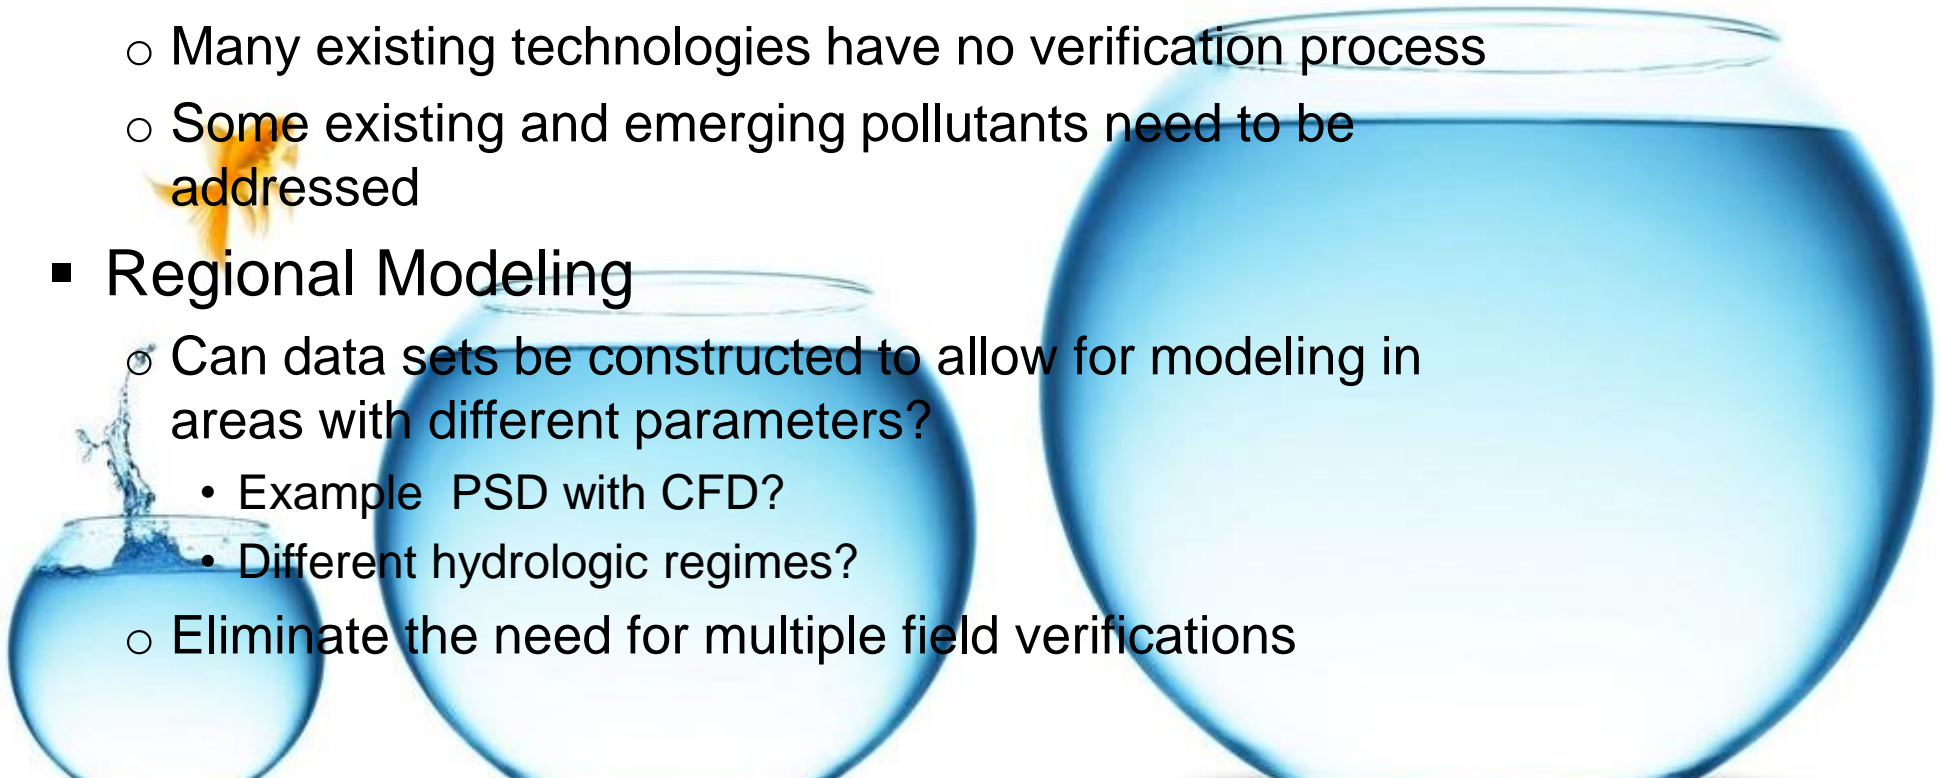 ○ Many existing technologies have no verification process
○ Some existing and emerging pollutants need to be
addressed
▪ Regional Modeling
○ Can data sets be constructed to allow for modeling in
areas with different parameters?
• Example  PSD with CFD?
• Different hydrologic regimes?
○ Eliminate the need for multiple field verifications